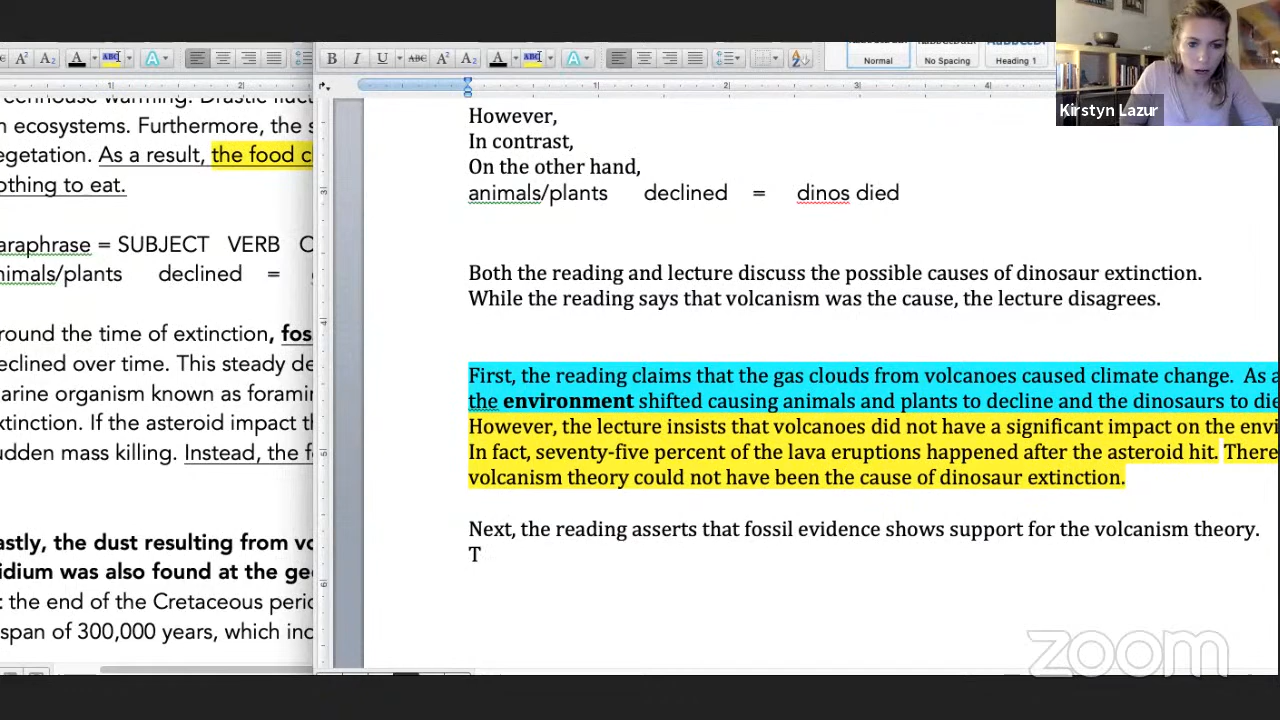 Kirstyn Lazur
Normal
No Spacing
Heading 1
greenhouse warming. Drastic
n ecosystems. Furthermore, the s
egetation. As a result, the food c
othing to eat.
araphrase = SUBJECT VERB C
nimals/plants declined =
round the time of extinction, fos
eclined over time. This steady de
arine organism known as foramin
xtinction. If the asteroid impact th
udden mass killing. Instead, the f
astly, the dust resulting from vo
idium was also found at the geo
t the end of the Cretaceous perio
span of 300,000 years, which inc
However,
In contrast,
On the other hand,
animals/plants declined = dinos died
Both the reading and lecture discuss the possible causes of dinosaur extinction.
While the reading says that volcanism was the cause, the lecture disagrees.
First, the reading claims that the gas clouds from volcanoes caused climate change. As a
the environment shifted causing animals and plants to decline and the dinosaurs to die
However, the lecture insists that volcanoes did not have a significant impact on the envi
In fact, seventy-five percent of the lava eruptions happened after the asteroid hit. There
volcanism theory could not have been the cause of dinosaur extinction.
Next, the reading asserts that fossil evidence shows support for the volcanism theory.
T
zoom